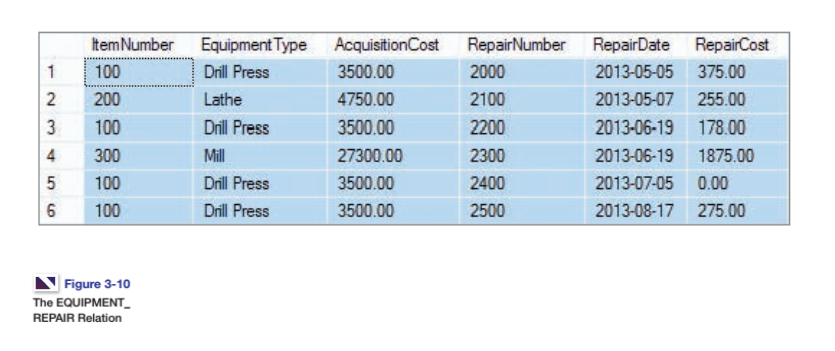 ItemNumber EquipmentType AcquisitionCost RepairNumber RepairDate RepairCost
1 100 Drill Press 3500.00 2000 2013-05-05 375.00
2 200 Lathe 4750.00 2100 2013-05-07 255.00
3 100 Drill Press 3500.00 2200 2013-06-19 178.00
4 300 Mill 27300.00 2300 2013-06-19 1875.00
5 100 Drill Press 3500.00 2400 2013-07-05 0.00
6 100 Drill Press 3500.00 2500 2013-08-17 275.00
Figure 3-10
The EQUIPMENT_
REPAIR Relation